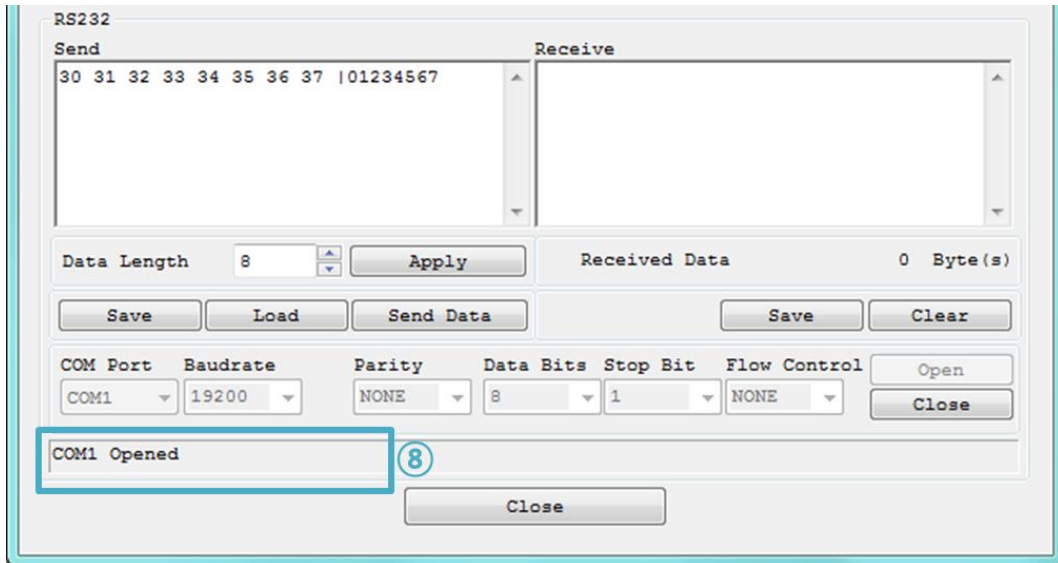 RS232
Send Receive
30 31 32 33 34 35 36 37 |01234567
Data Length 8 Apply Received Data 0 Byte(s)
Save Load Send Data Save Clear
COM Port Baudrate Parity Data Bits Stop Bit Flow Control Open
COM1 19200 NONE 8 1 NONE Close
COM1 Opened ⑧
Close